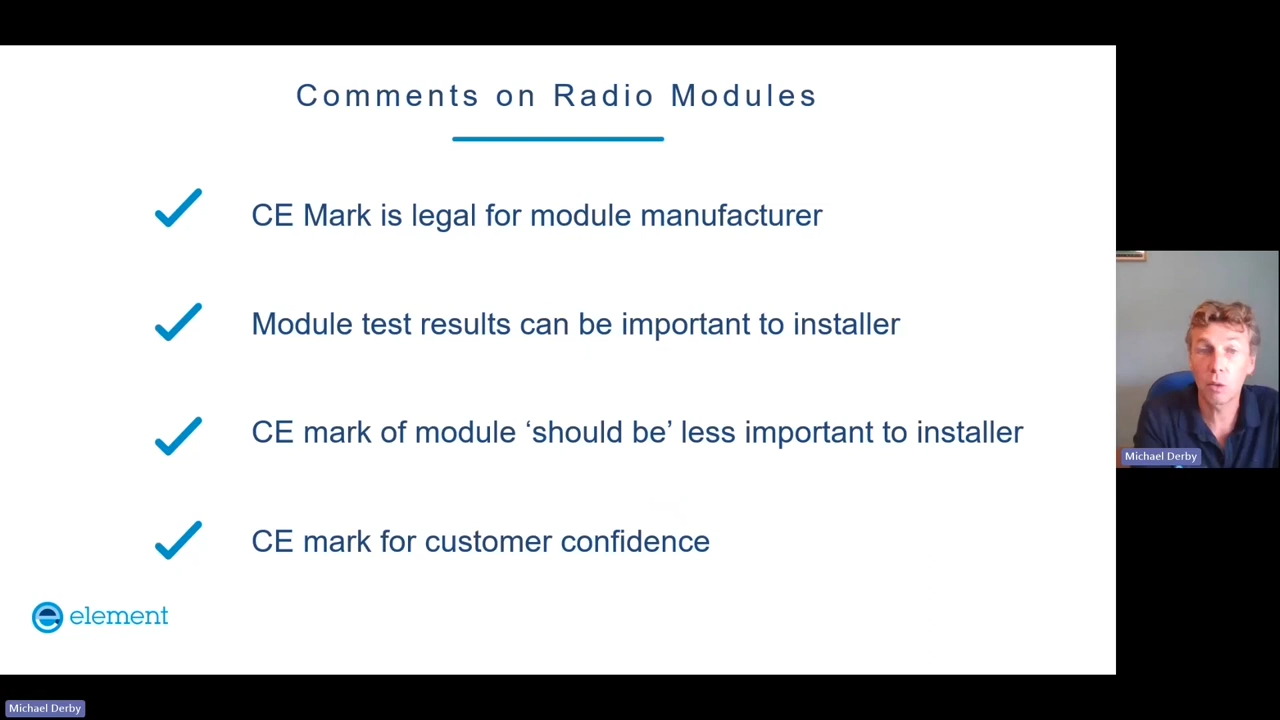 Comments on Radio Modules
CE Mark is legal for module manufacturer
Module test results can be important to installer
CE mark of module ‘should be’ less important to installer
CE mark for customer confidence
element
Michael Derby
Michael Derby